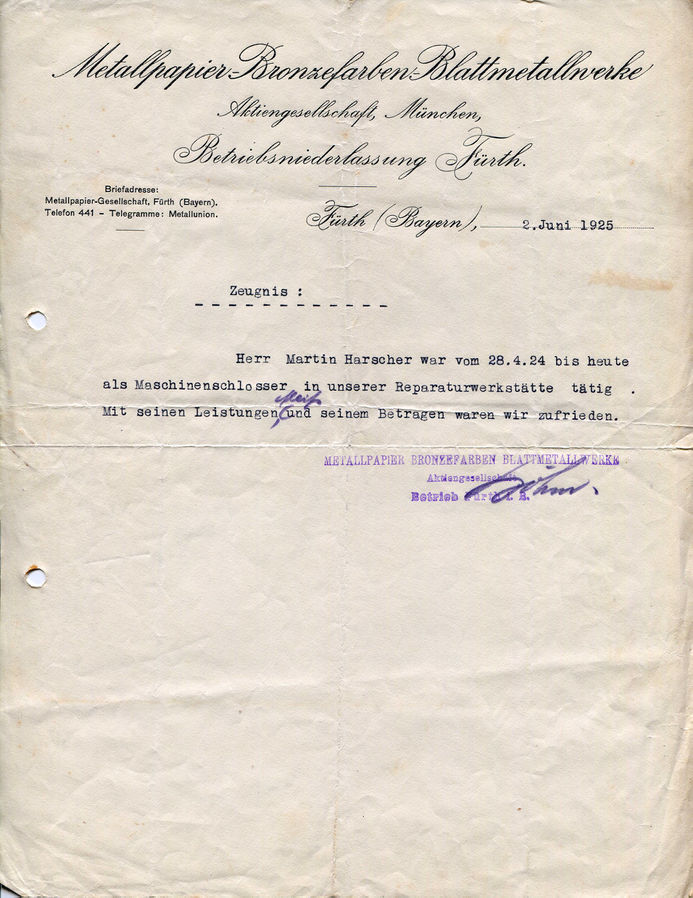 Metallpapier-Bronzefarben-Blattmetallwerke
Aktiengesellschaft, München,
Betriebsniederlassung Fürth.
Briefadresse:
Metallpapier-Gesellschaft, Fürth (Bayern).
Telefon 441 - Telegramme: Metallunion.
Fürth (Bayern), 2. Juni 1925
Zeugnis :
Herr Martin Harscher war vom 28.4.24 bis heute
als Maschinenschlosser in unserer Reparaturwerkstätte tätig .
Mit seinen Leistungen, und seinem Betragen waren wir zufrieden.
METALLPAPIER BRONZEFARBEN BLATTMETALLWERKE
Aktiengesellschaft
Betrieb Fürth i. B.